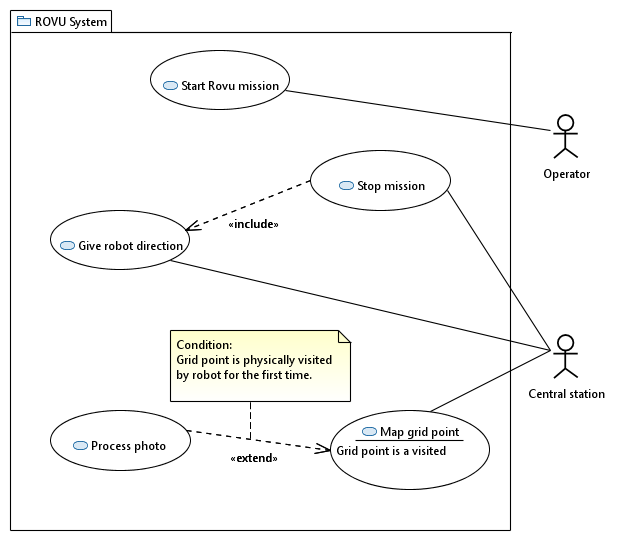 ROVU System
Start Rovu mission
Operator
Stop mission
«include»
Give robot direction
Condition:
Grid point is physically visited
by robot for the first time.
Central station
Map grid point
Grid point is a visited
Process photo
«extend»